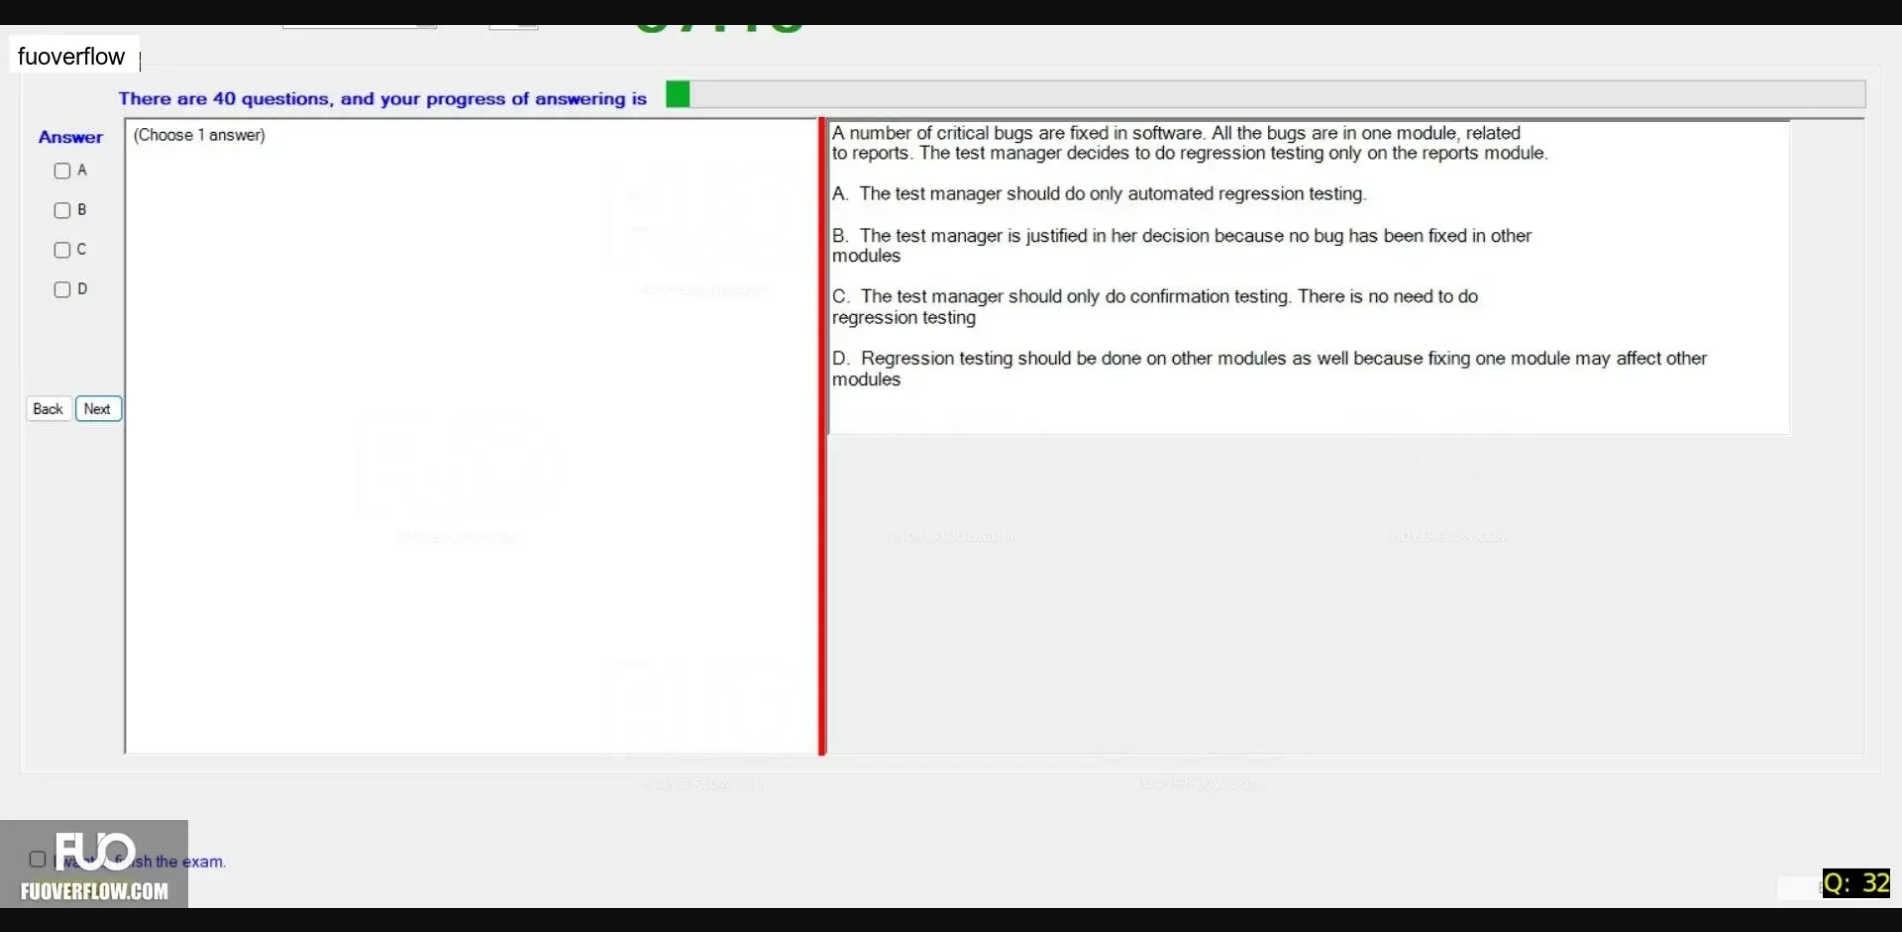 fuoverflow
There are 40 questions, and your progress of answering is
Answer
(Choose 1 answer)
A
B
C
D
Back Next
A number of critical bugs are fixed in software. All the bugs are in one module, related
to reports. The test manager decides to do regression testing only on the reports module.
A. The test manager should do only automated regression testing.
B. The test manager is justified in her decision because no bug has been fixed in other
modules
C. The test manager should only do confirmation testing. There is no need to do
regression testing
D. Regression testing should be done on other modules as well because fixing one module may affect other
modules
FUO
the exam.
FUOVERFLOW.COM
Q: 32
FUOVERFLOW.COM
FUOVERFLOW.COM
FUOVERFLOW.COM